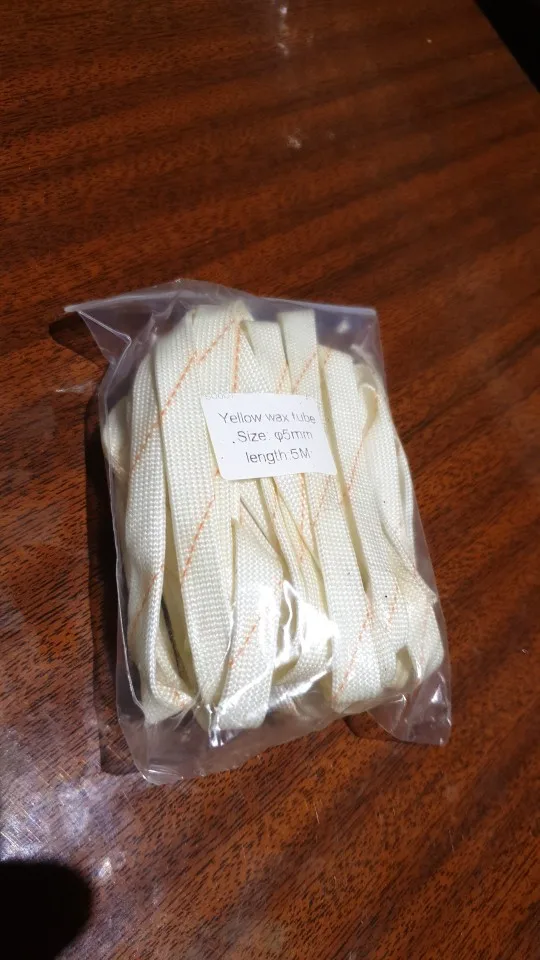 Yellow wax tube
.Size: φ5mm
length:5M